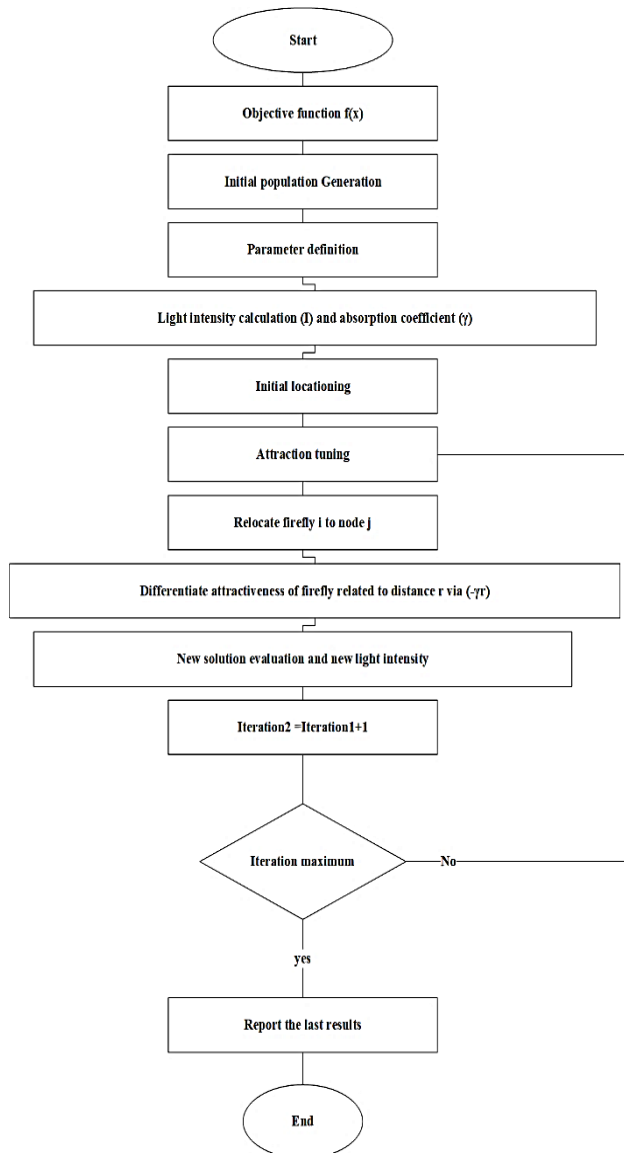 Start
Objective function f(x)
Initial population Generation
Parameter definition
Light intensity calculation (I) and absorption coefficient (γ)
Initial locationing
Attraction tuning
Relocate firefly i to node j
Differentiate attractiveness of firefly related to distance r via (-γr)
New solution evaluation and new light intensity
Iteration2 =Iteration1+1
Iteration maximum
No
yes
Report the last results
End